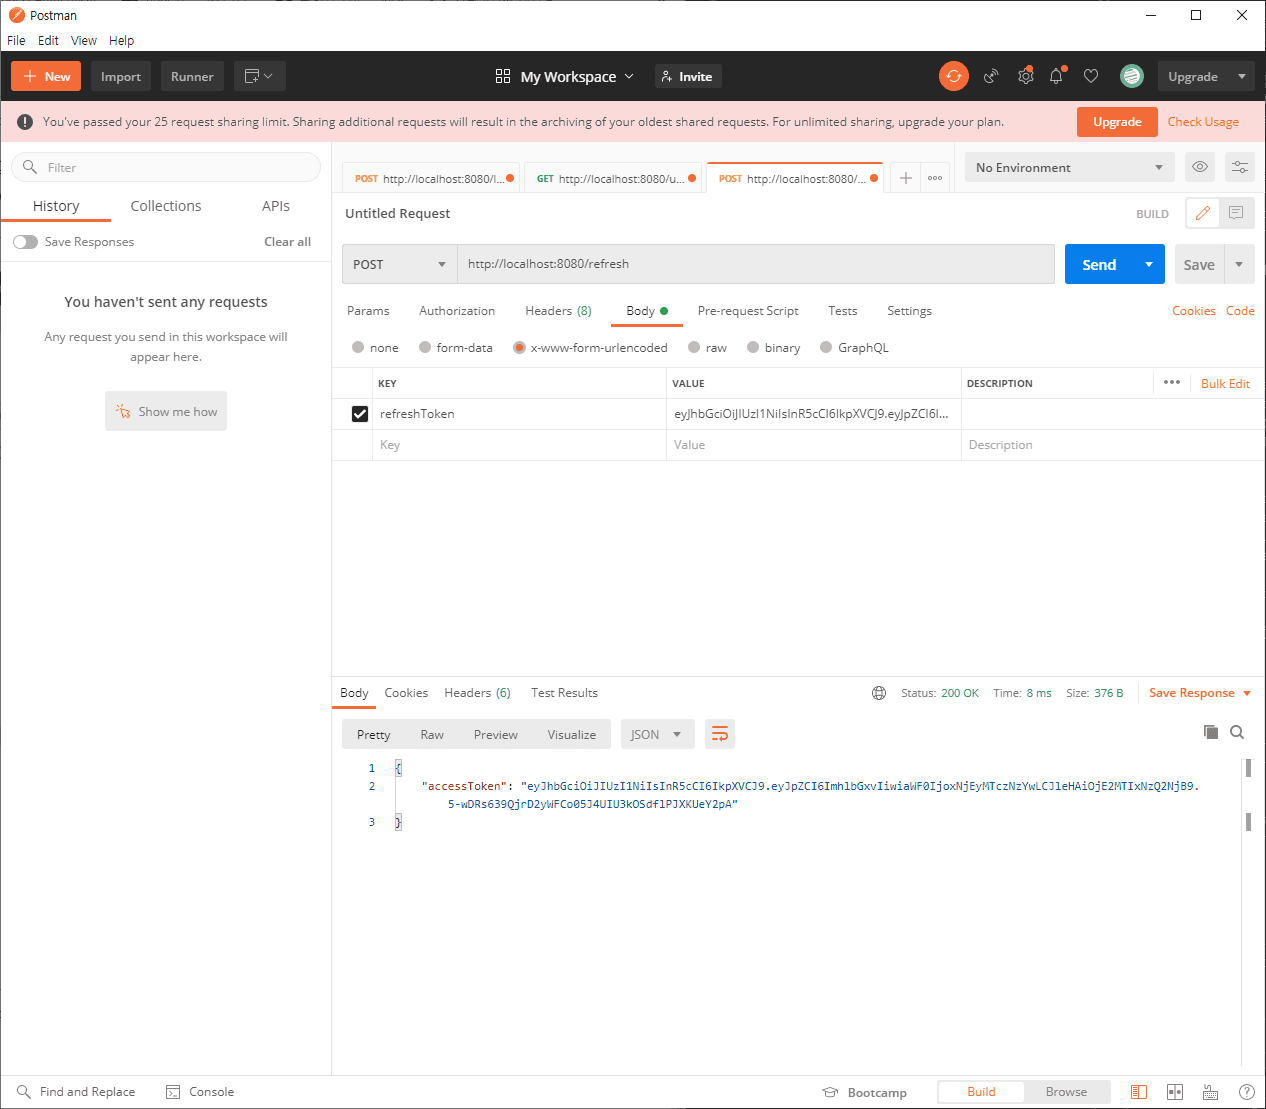 Postman
File Edit View Help
New Import Runner My Workspace Invite Upgrade
You've passed your 25 request sharing limit. Sharing additional requests will result in the archiving of your oldest shared requests. For unlimited sharing, upgrade your plan. Upgrade Check Usage
Filter
History Collections APIs
Save Responses Clear all
You haven't sent any requests
Any request you send in this workspace will
appear here.
Show me how
POST http://localhost:8080/l... GET http://localhost:8080/u... POST http://localhost:8080/... No Environment
Untitled Request BUILD
POST http://localhost:8080/refresh Send Save
Params Authorization Headers (8) Body Pre-request Script Tests Settings Cookies Code
none form-data x-www-form-urlencoded raw binary GraphQL
KEY VALUE DESCRIPTION Bulk Edit
refreshToken eyJhbGciOiJIUzI1NiIsInR5cCI6IkpXVCJ9.eyJpZCI6I...
Key Value Description
Body Cookies Headers (6) Test Results Status: 200 OK Time: 8 ms Size: 376 B Save Response
Pretty Raw Preview Visualize JSON
1 {
2 "accessToken": "eyJhbGciOiJIUzI1NiIsInR5cCI6IkpXVCJ9.eyJpZCI6ImhlbGxvIiwiaWF0IjoxNjEyMTczNzYwLCJleHAiOjE2MTIxNzQ2NjB9.
5-wDRs639QjrD2yWFCo05J4UIU3kOSdflPJXKUeY2pA"
3 }
Find and Replace Console Bootcamp Build Browse